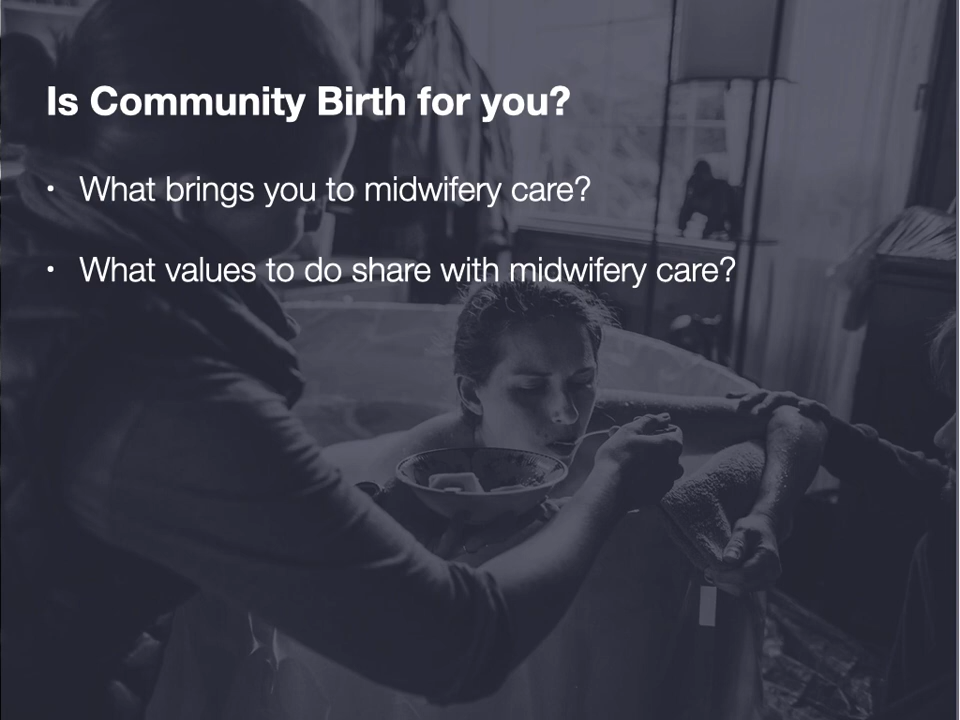 Is Community Birth for you?
• What brings you to midwifery care?
• What values to do share with midwifery care?